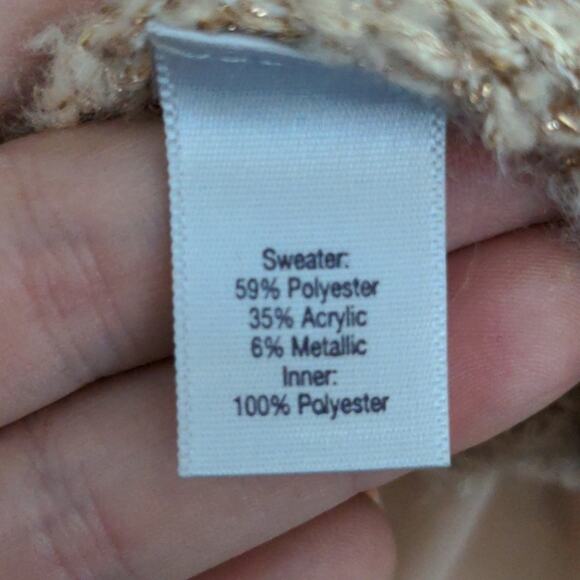 Sweater:
59% Polyester
35% Acrylic
6% Metallic
Inner:
100% Polyester